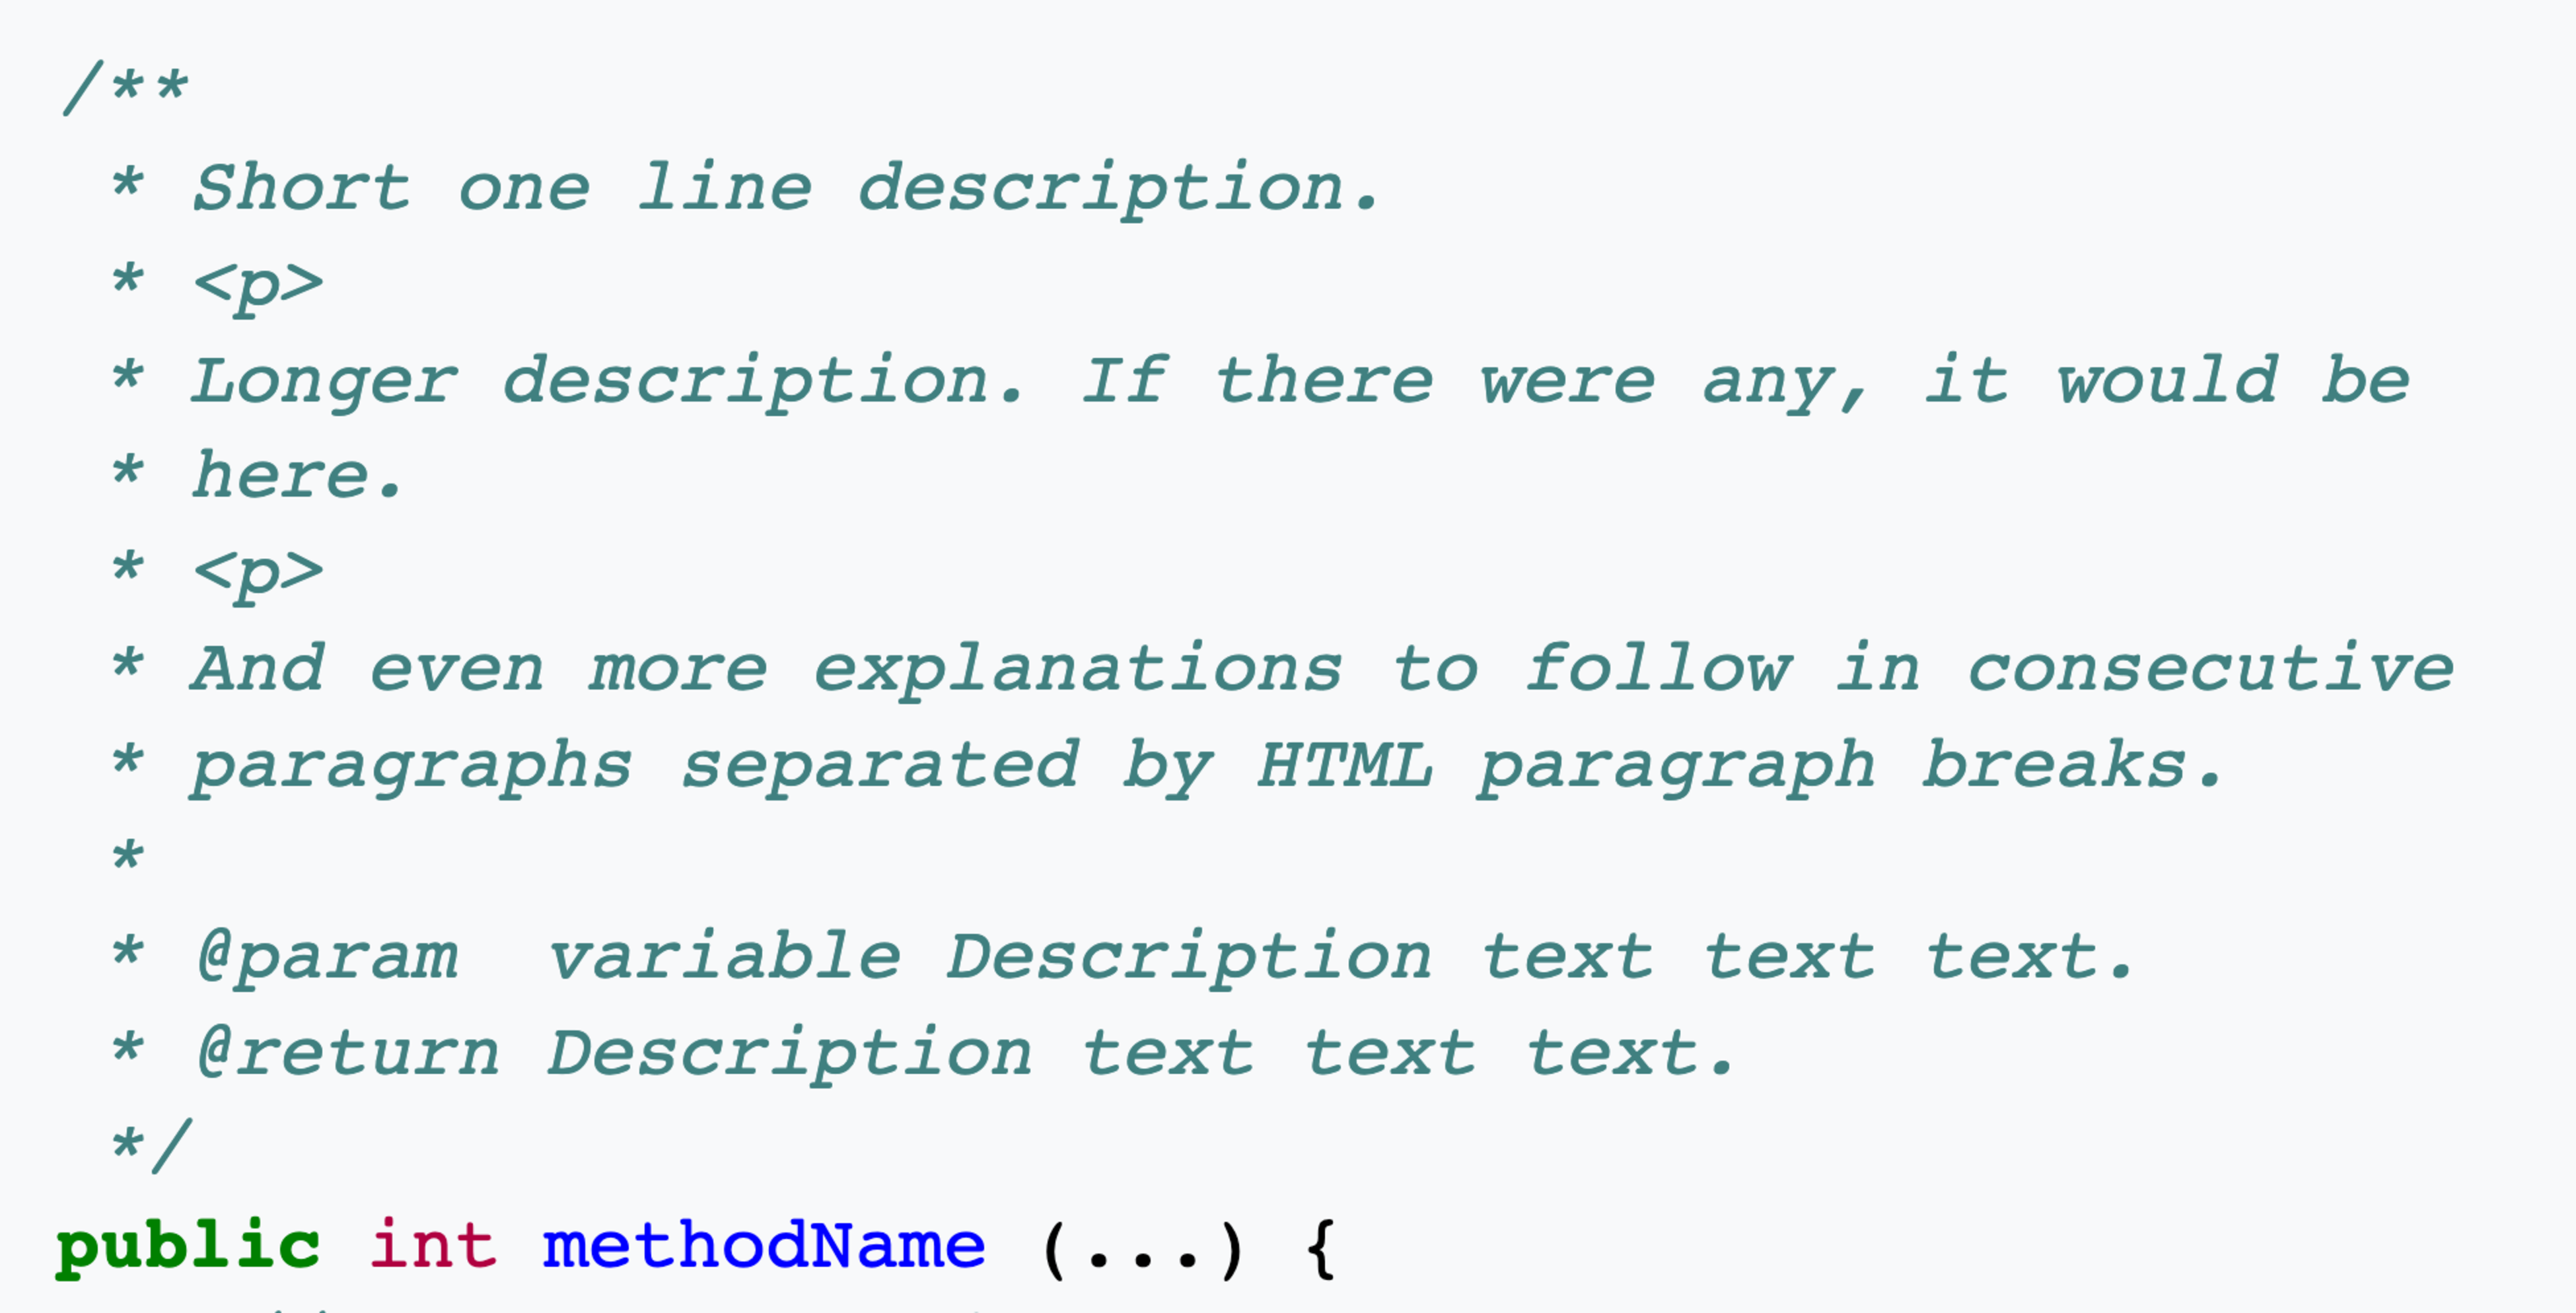 /**
 * Short one line description.
 * <p>
 * Longer description. If there were any, it would be
 * here.
 * <p>
 * And even more explanations to follow in consecutive
 * paragraphs separated by HTML paragraph breaks.
 *
 * @param  variable Description text text text.
 * @return Description text text text.
 */
public int methodName (...) {